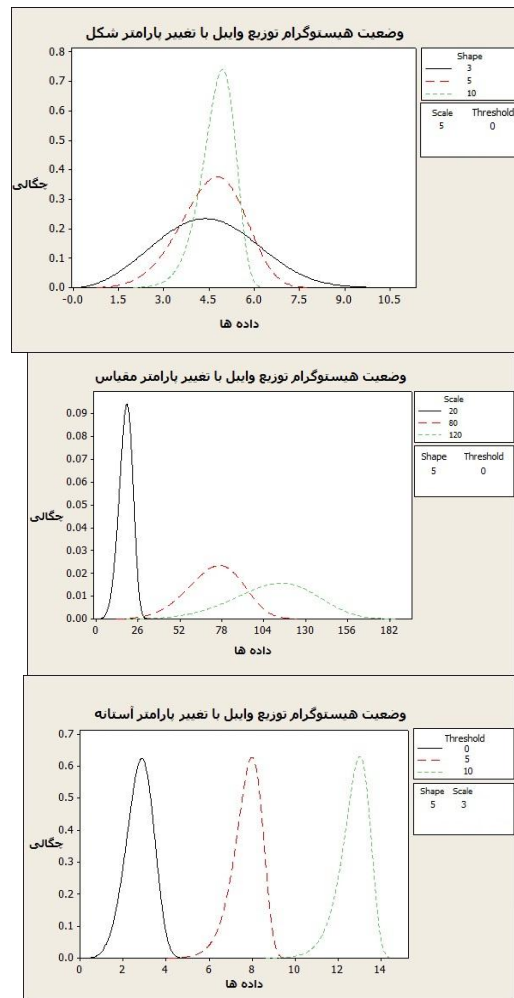 وضعیت هیستوگرام توزیع وایبل با تغییر پارامتر شکل
0.8
0.7
0.6
0.5
0.4
0.3
0.2
0.1
0.0
چگالی
-0.0 1.5 3.0 4.5 6.0 7.5 9.0 10.5
داده ها
Shape
3
5
10
Scale Threshold
5 0
وضعیت هیستوگرام توزیع وایبل با تغییر پارامتر مقیاس
0.09
0.08
0.07
0.06
0.05
0.04
0.03
0.02
0.01
0.00
چگالی
0 26 52 78 104 130 156 182
داده ها
Scale
20
80
120
Shape Threshold
5 0
وضعیت هیستوگرام توزیع وایبل با تغییر پارامتر آستانه
0.7
0.6
0.5
0.4
0.3
0.2
0.1
0.0
چگالی
0 2 4 6 8 10 12 14
داده ها
Threshold
0
5
10
Shape Scale
5 3